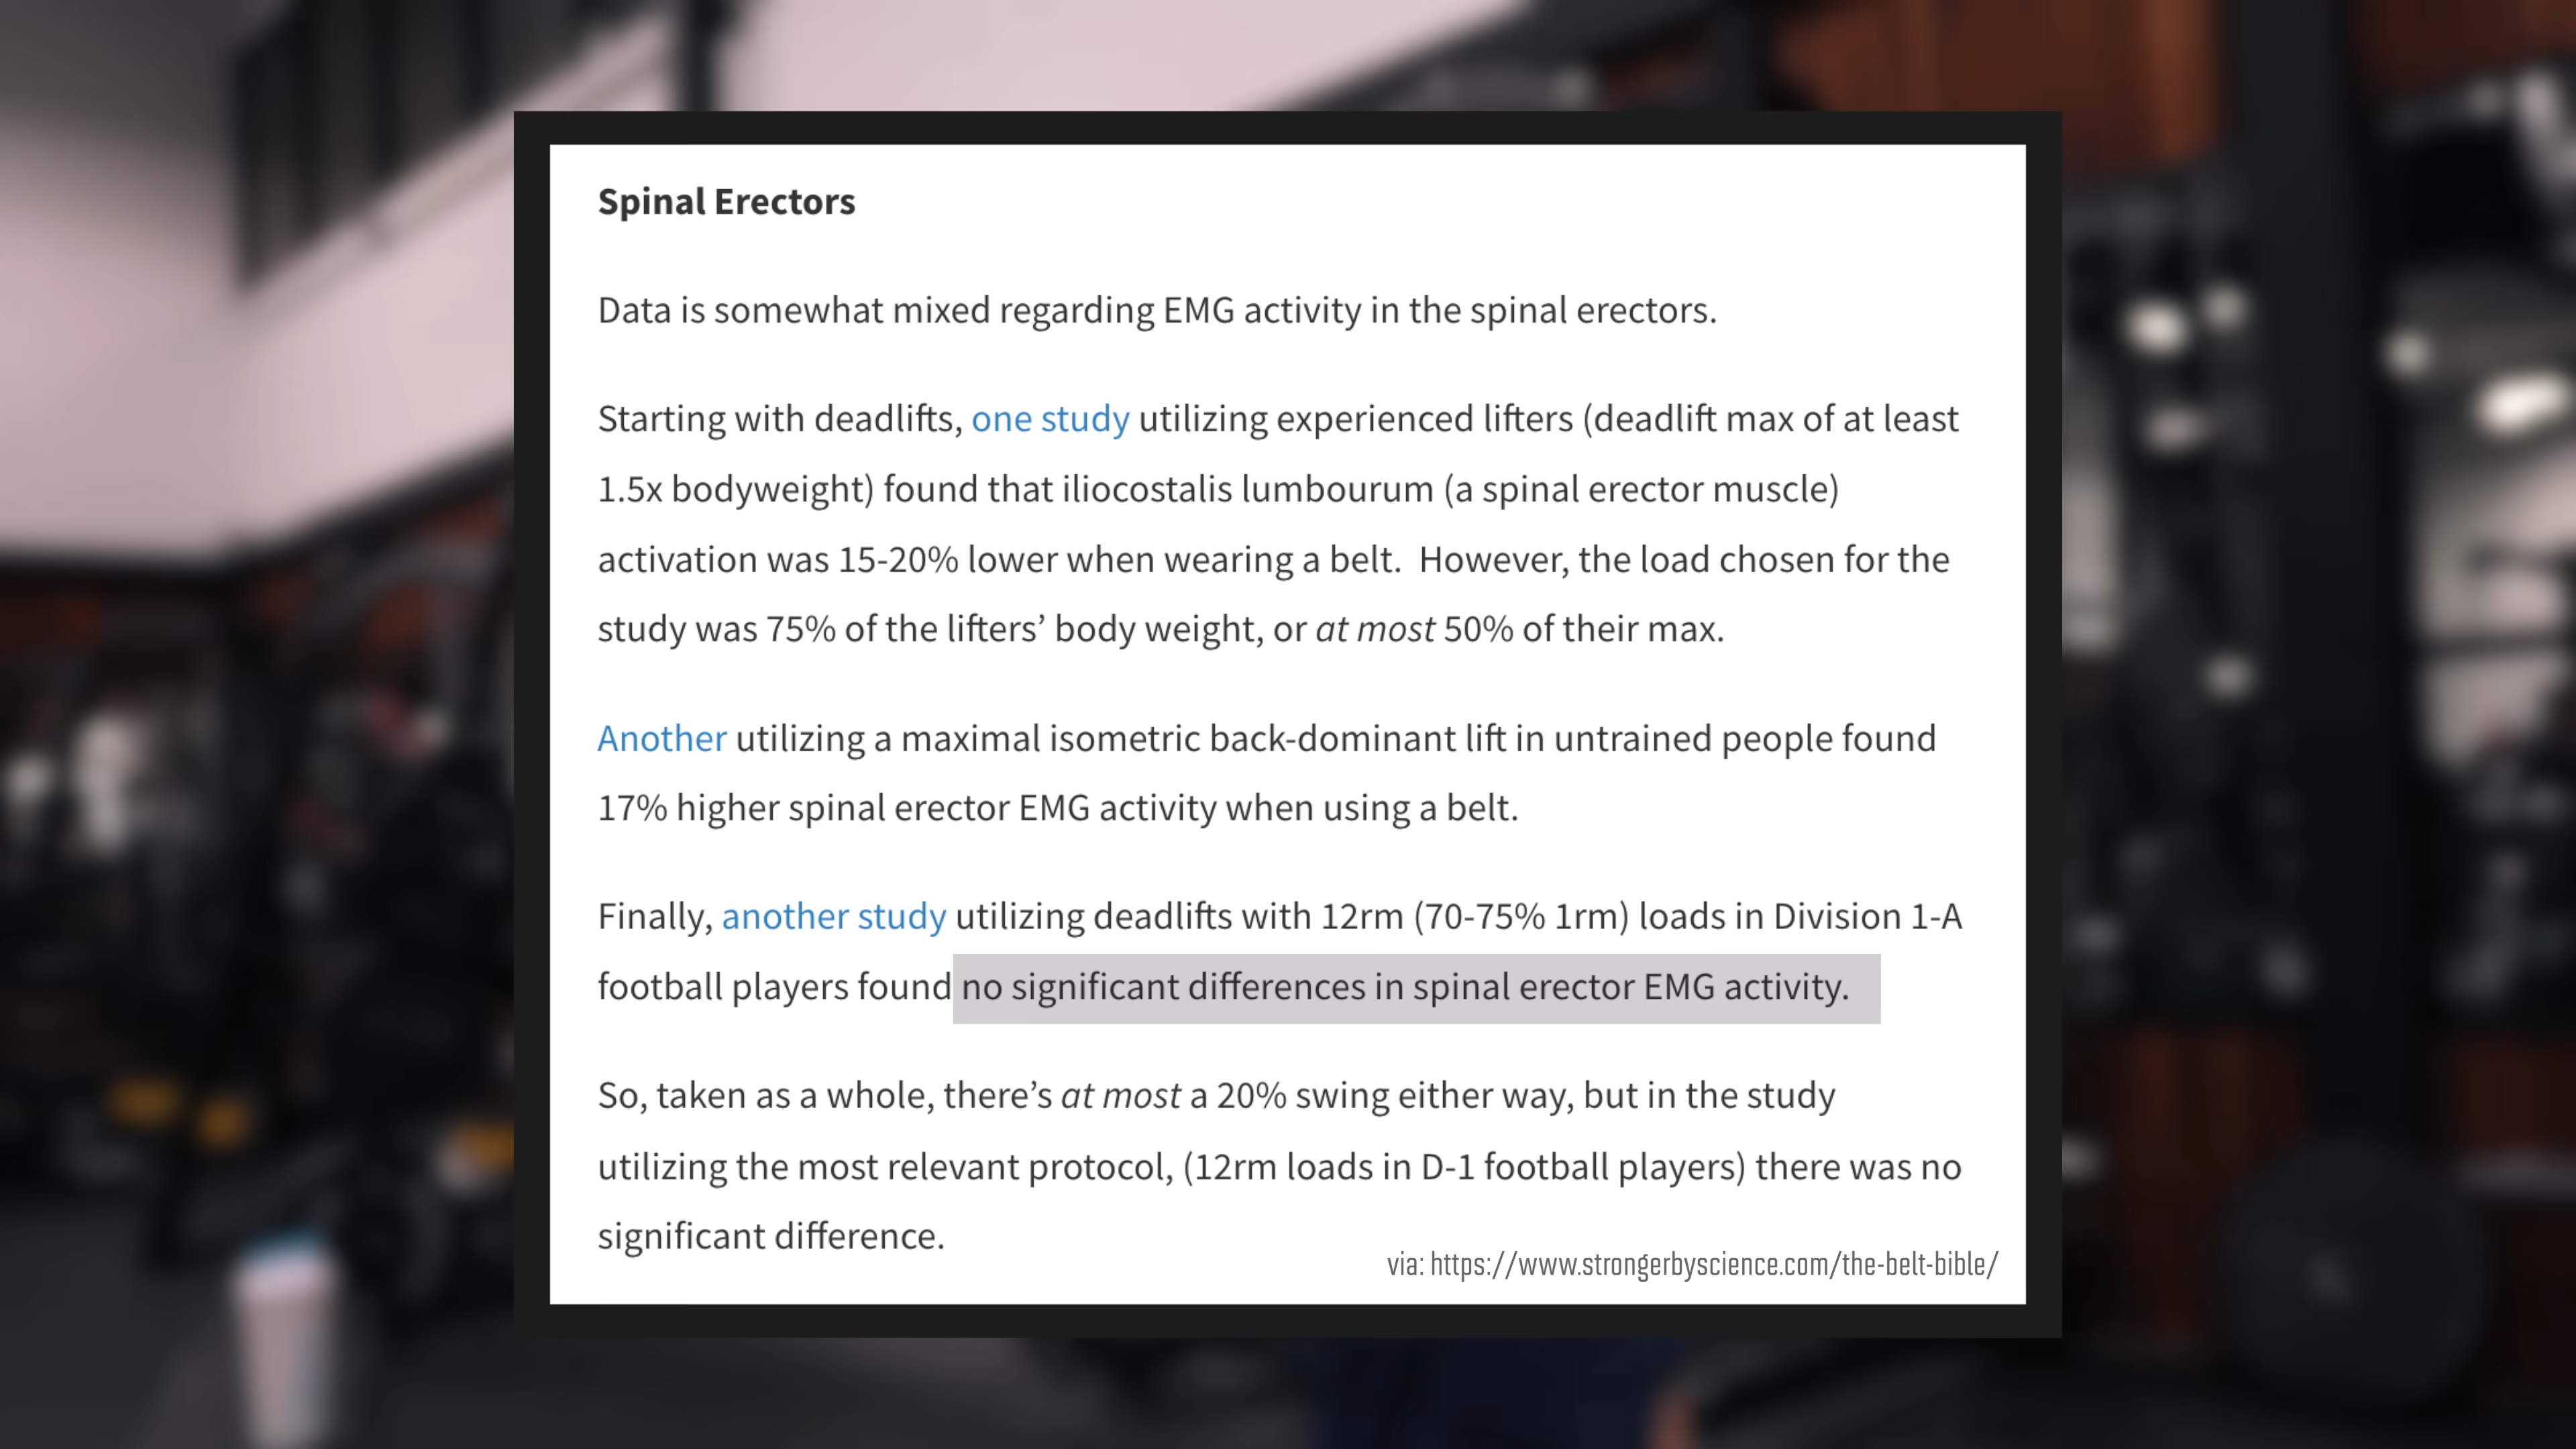 Spinal Erectors
Data is somewhat mixed regarding EMG activity in the spinal erectors.
Starting with deadlifts, one study utilizing experienced lifters (deadlift max of at least
1.5x bodyweight) found that iliocostalis lumbourum (a spinal erector muscle)
activation was 15-20% lower when wearing a belt.  However, the load chosen for the
study was 75% of the lifters’ body weight, or at most 50% of their max.
Another utilizing a maximal isometric back-dominant lift in untrained people found
17% higher spinal erector EMG activity when using a belt.
Finally, another study utilizing deadlifts with 12rm (70-75% 1rm) loads in Division 1-A
football players found no significant differences in spinal erector EMG activity.
So, taken as a whole, there’s at most a 20% swing either way, but in the study
utilizing the most relevant protocol, (12rm loads in D-1 football players) there was no
significant difference.
via: https://www.strongerbyscience.com/the-belt-bible/